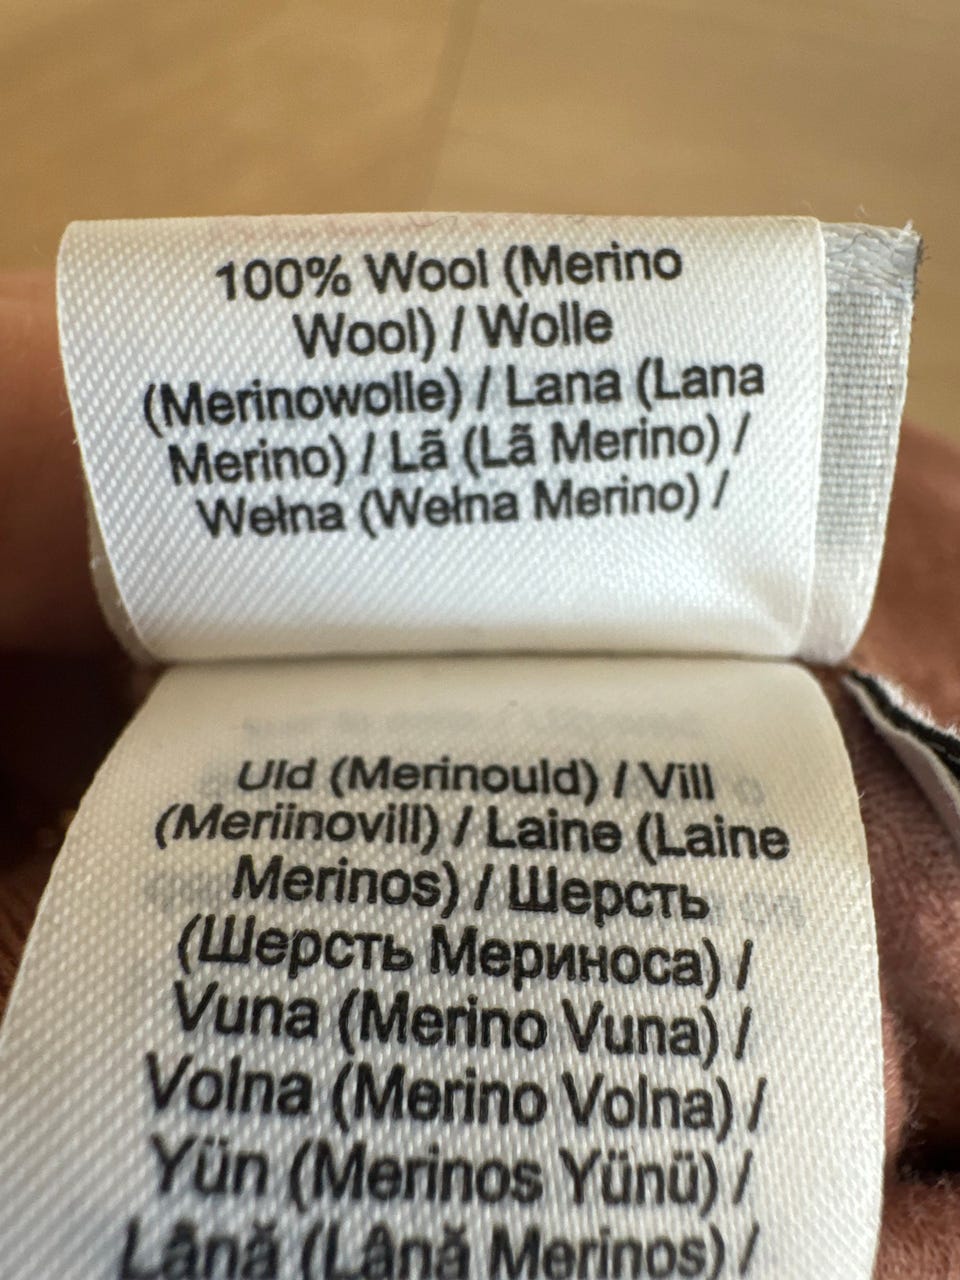 100% Wool (Merino
Wool) / Wolle
(Merinowolle) / Lana (Lana
Merino) / Lã (Lã Merino) /
Wełna (Wełna Merino) /
Uld (Merinould) / Vill
(Meriinovill) / Laine (Laine
Merinos) / Шерсть
(Шерсть Мериноса) /
Vuna (Merino Vuna) /
Volna (Merino Volna) /
Yün (Merinos Yünü) /
Lână (Lână Merinos) /